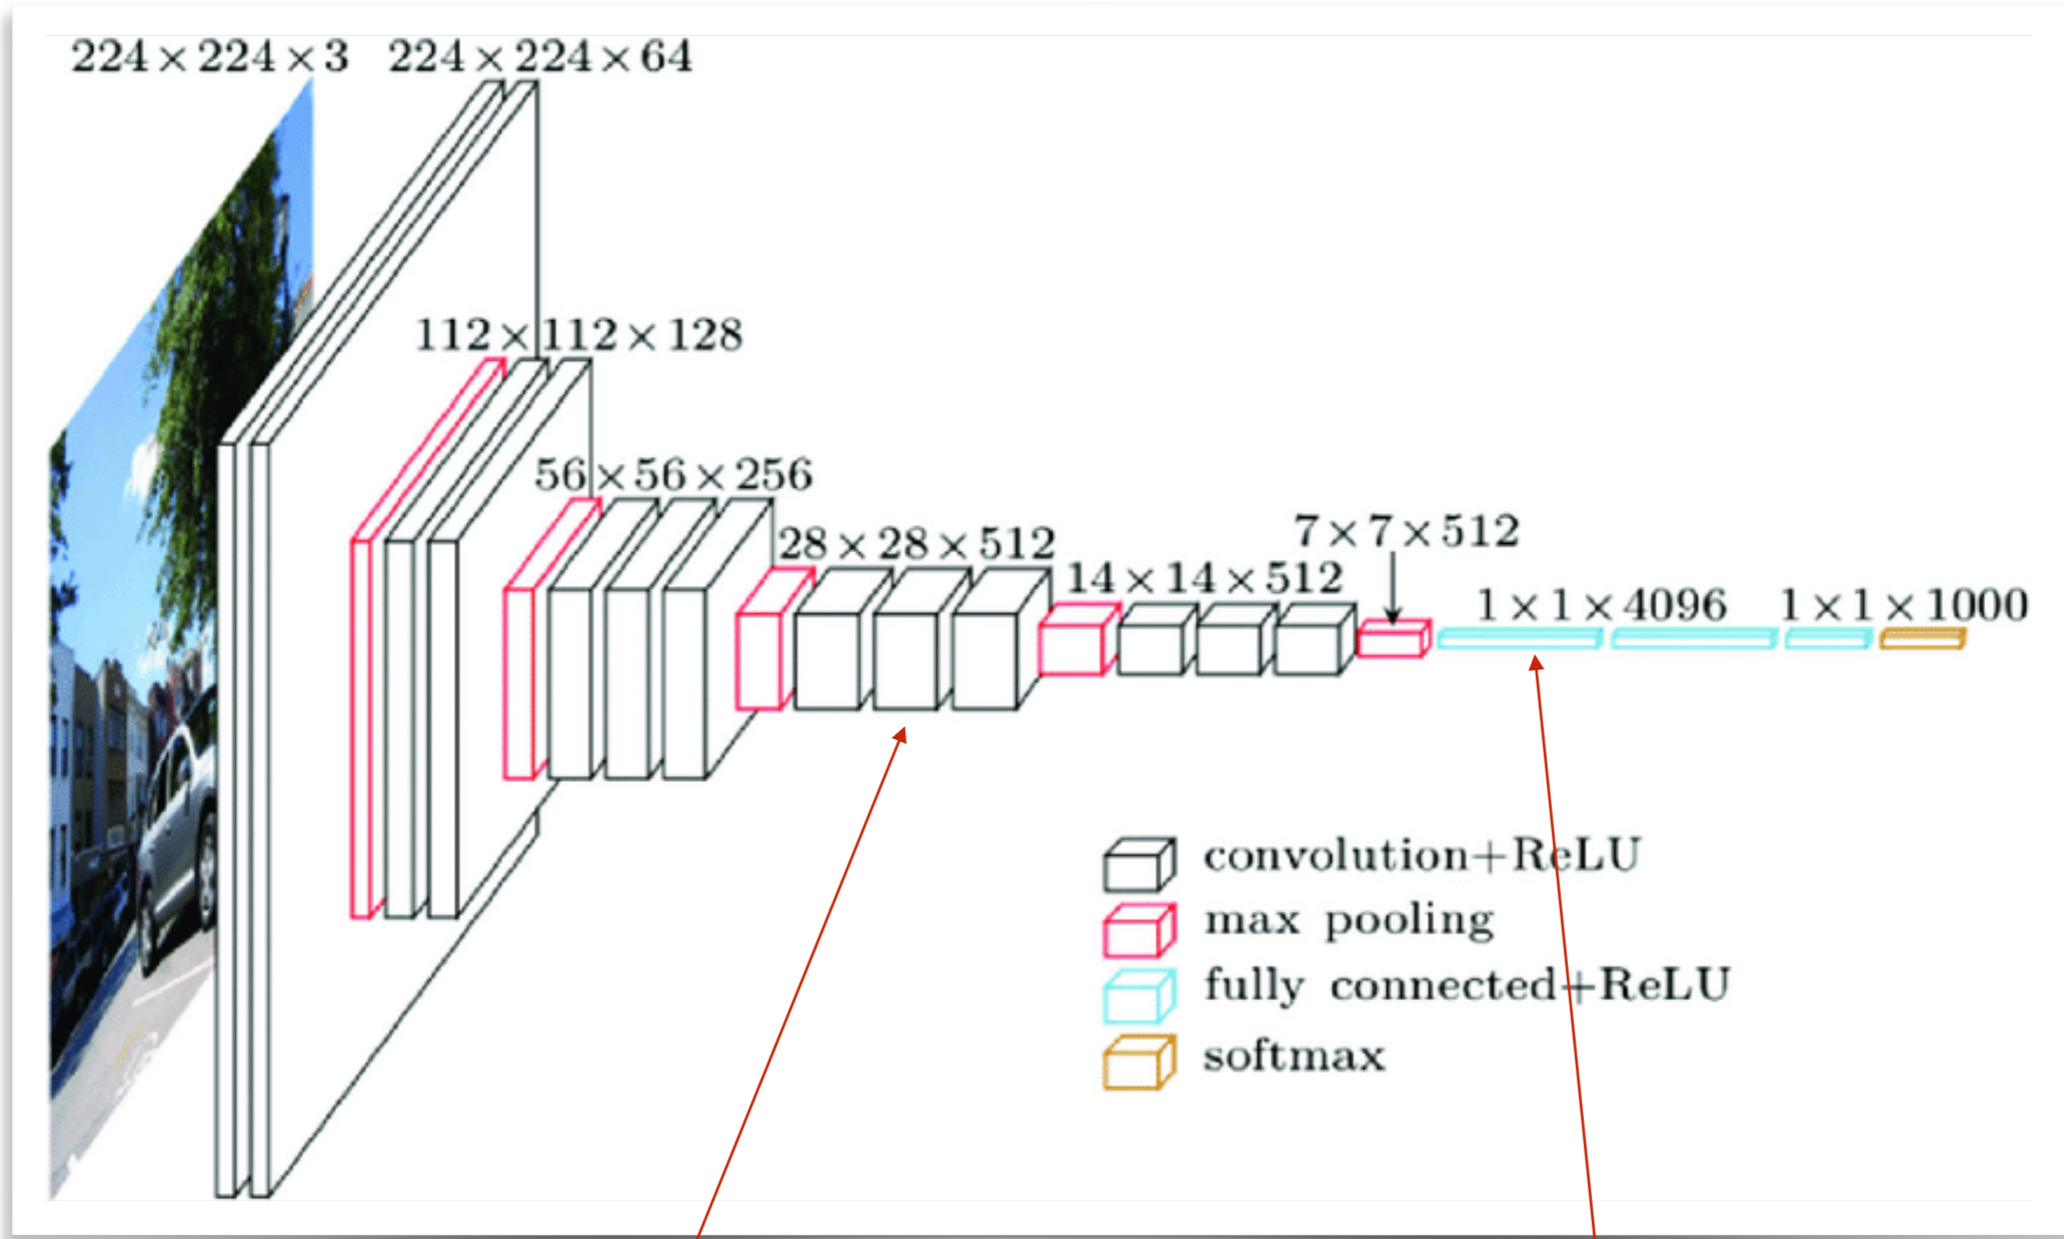 224×224×3
224×224×64
112×112×128
56×56×256
28×28×512
14×14×512
7×7×512
1×1×4096
1×1×1000
convolution+ReLU
max pooling
fully connected+ReLU
softmax